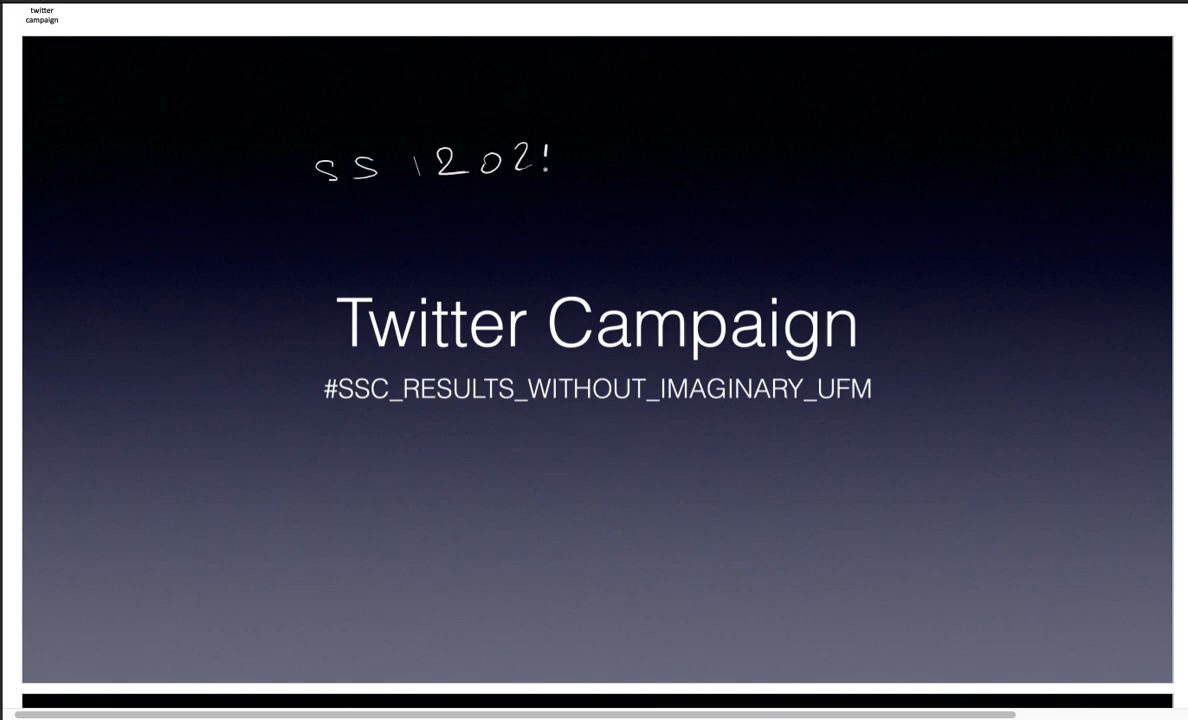 twitter
campaign
SS 1202!
Twitter Campaign
#SSC_RESULTS_WITHOUT_IMAGINARY_UFM